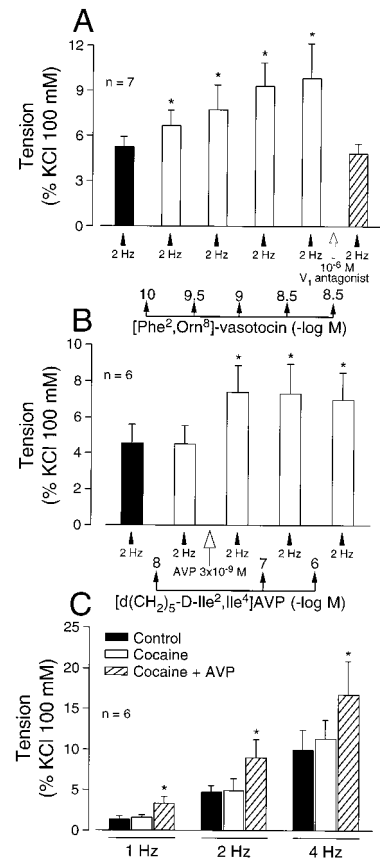 A
Tension
(% KCl 100 mM)
12
9
6
3
0
n = 7
* * * * 
2 Hz 2 Hz 2 Hz 2 Hz 2 Hz 2 Hz
10-6 M
V1 antagonist
10 9.5 9 8.5 8.5
[Phe2,Orn8]-vasotocin (-log M)
B
Tension
(% KCl 100 mM)
10
8
6
4
2
0
n = 6
* * *
2 Hz 2 Hz 2 Hz 2 Hz 2 Hz
AVP 3x10-9 M
8 7 6
[d(CH2)5-D-Ile2,Ile4]AVP (-log M)
C
Tension
(% KCl 100 mM)
25
20
15
10
5
0
Control
Cocaine
Cocaine + AVP
n = 6
* * *
1 Hz 2 Hz 4 Hz